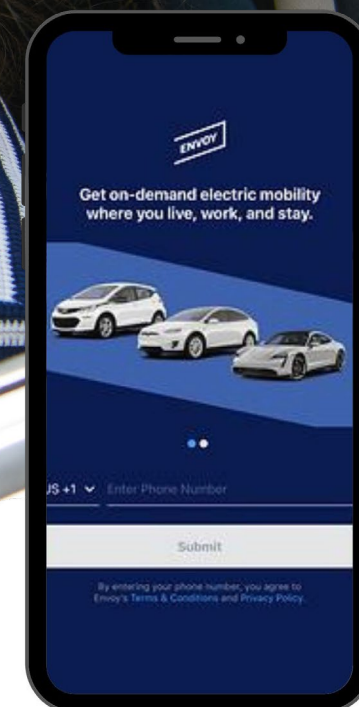 ENVOY
Get on-demand electric mobility
where you live, work, and stay.
US +1 Enter Phone Number
Submit
By entering your phone number, you agree to
Envoy's Terms & Conditions and Privacy Policy.